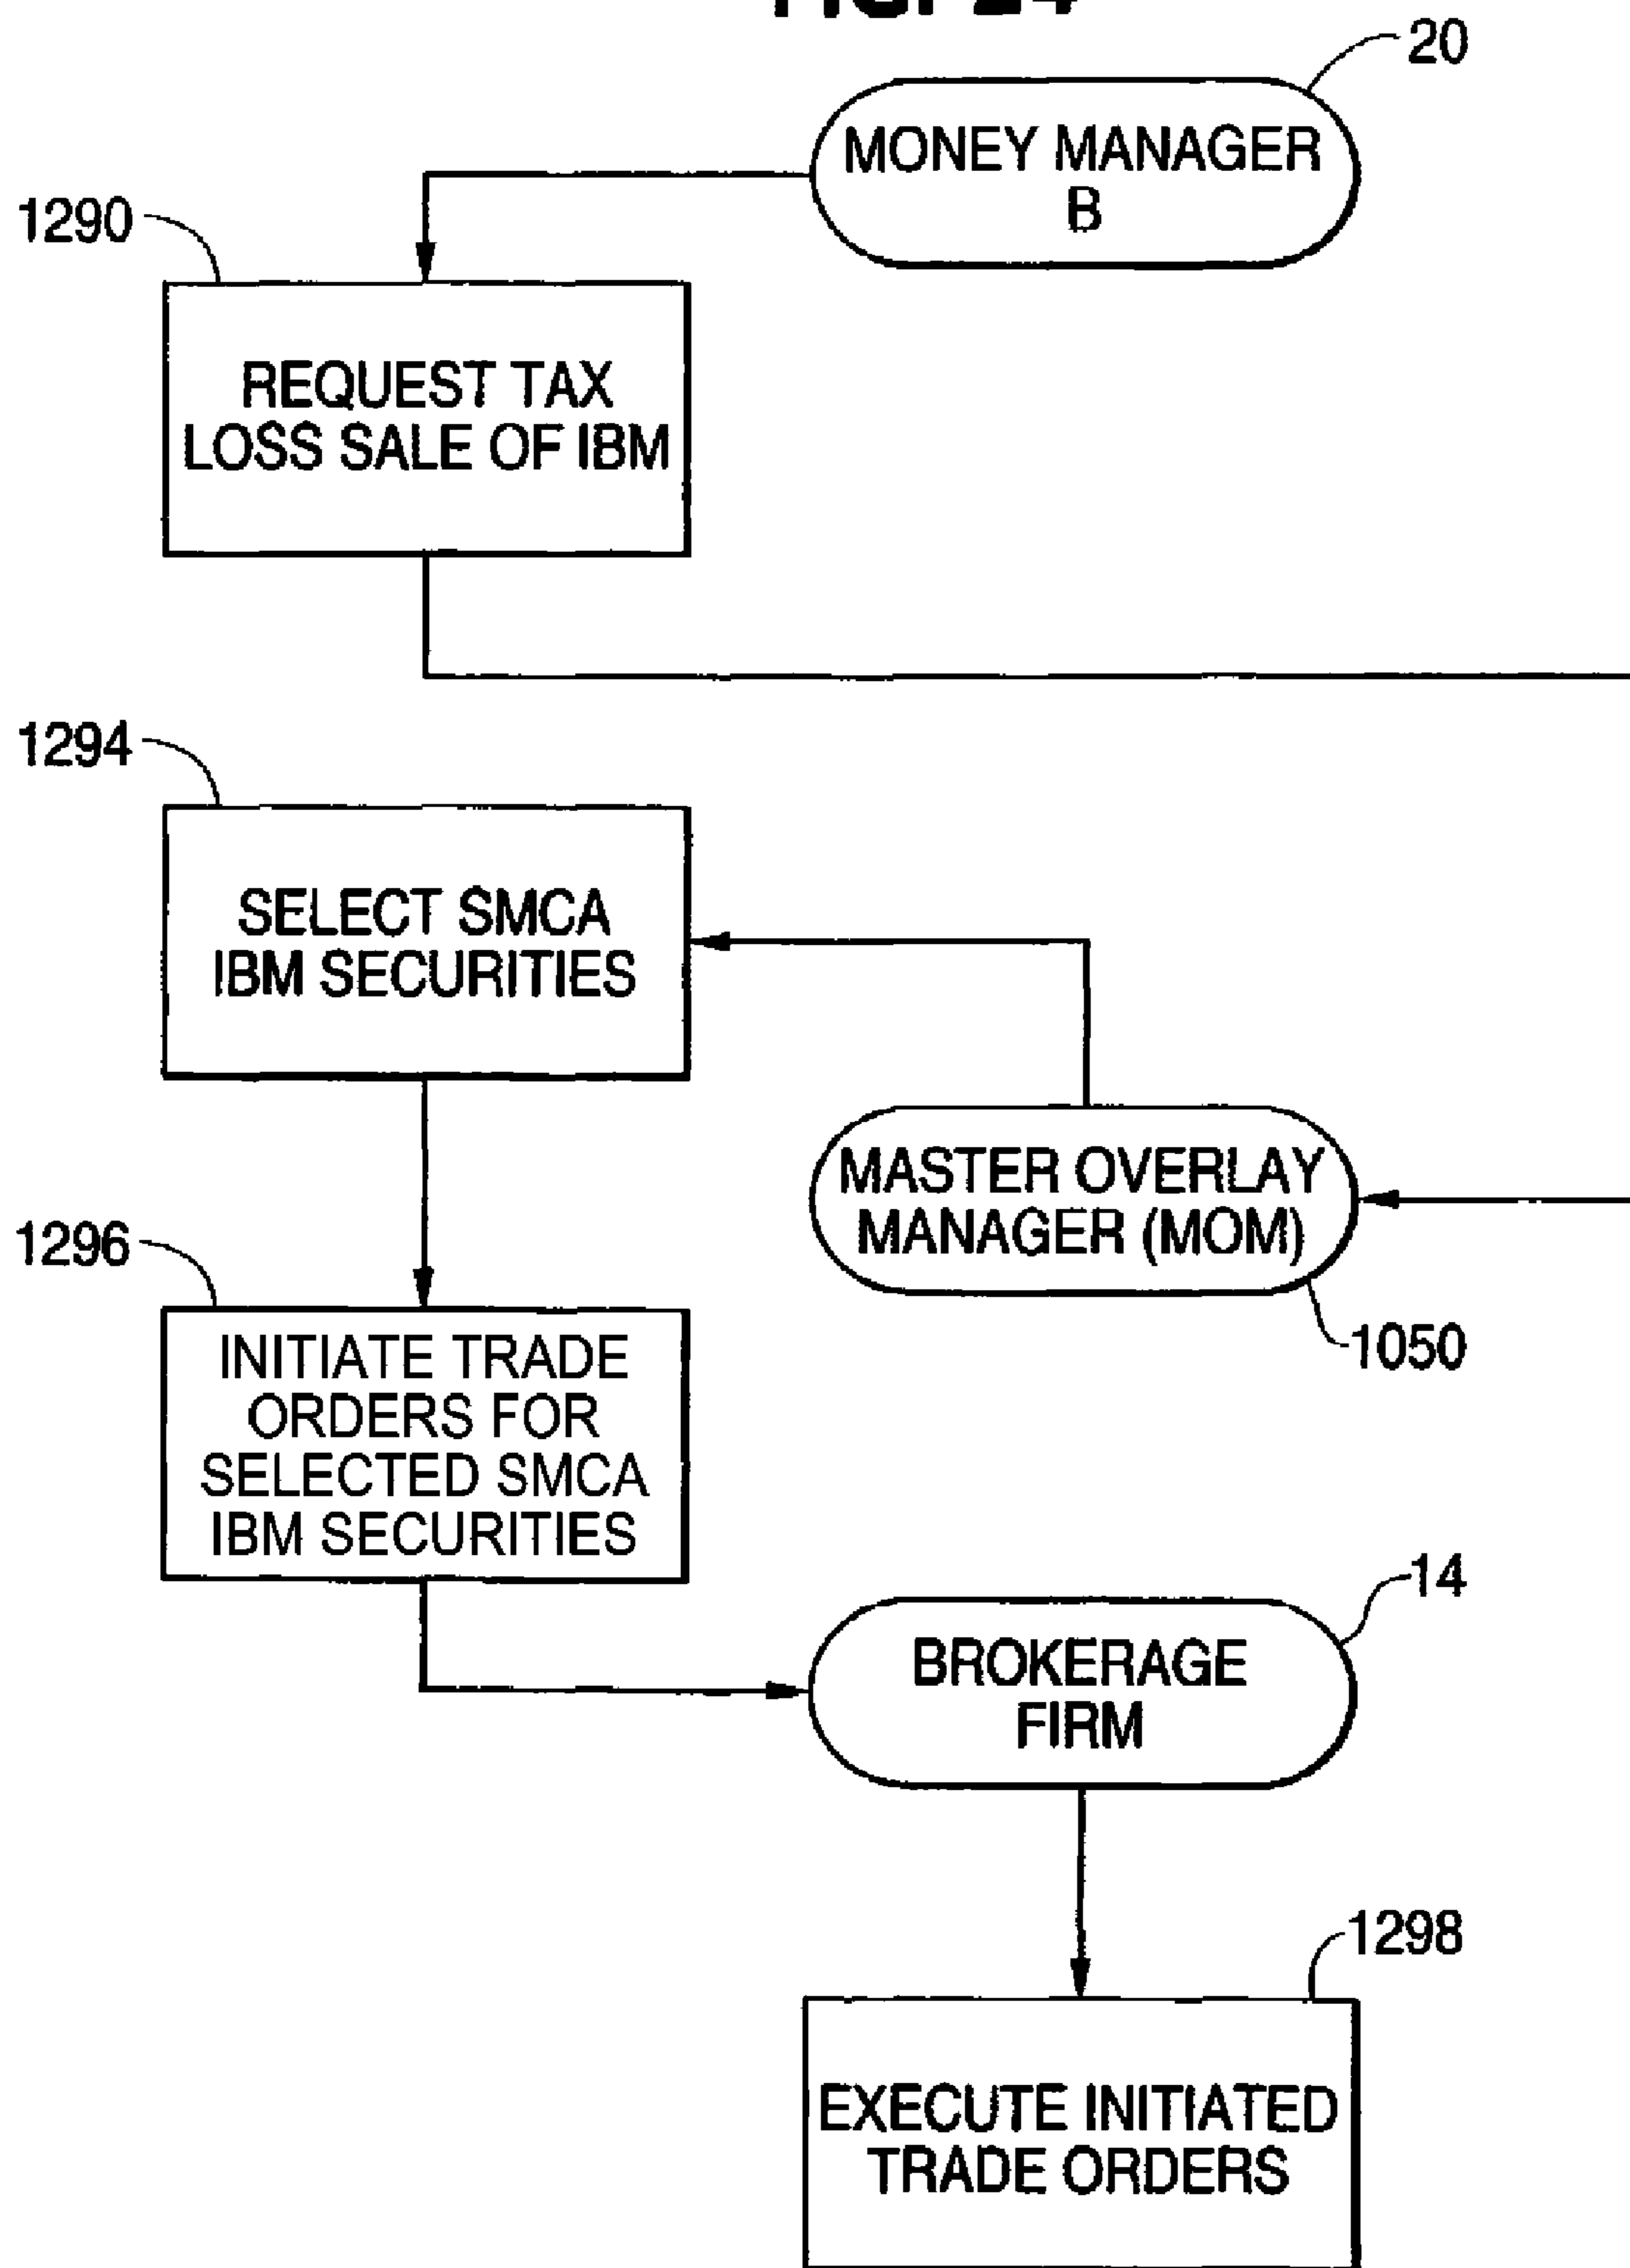 20
MONEY MANAGER
B
1290
REQUEST TAX
LOSS SALE OF IBM
1294
SELECT SMCA
IBM SECURITIES
MASTER OVERLAY
MANAGER (MOM)
1050
1296
INITIATE TRADE
ORDERS FOR
SELECTED SMCA
IBM SECURITIES
14
BROKERAGE
FIRM
1298
EXECUTE INITIATED
TRADE ORDERS